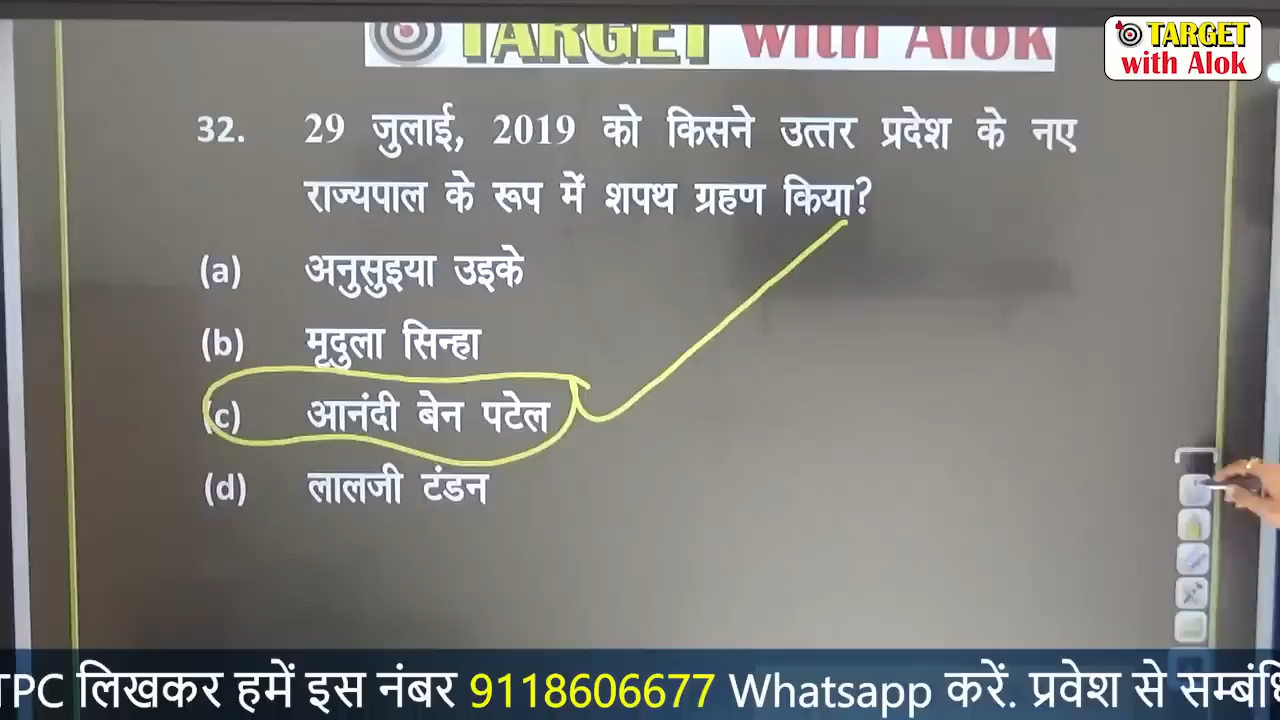 TARGET with Alok
TARGET
with Alok
32. 29 जुलाई, 2019 को किसने उत्तर प्रदेश के नए
राज्यपाल के रूप में शपथ ग्रहण किया?
(a) अनुसुइया उइके
(b) मृदुला सिन्हा
(c) आनंदी बेन पटेल
(d) लालजी टंडन
TPC लिखकर हमें इस नंबर 9118606677 Whatsapp करें. प्रवेश से